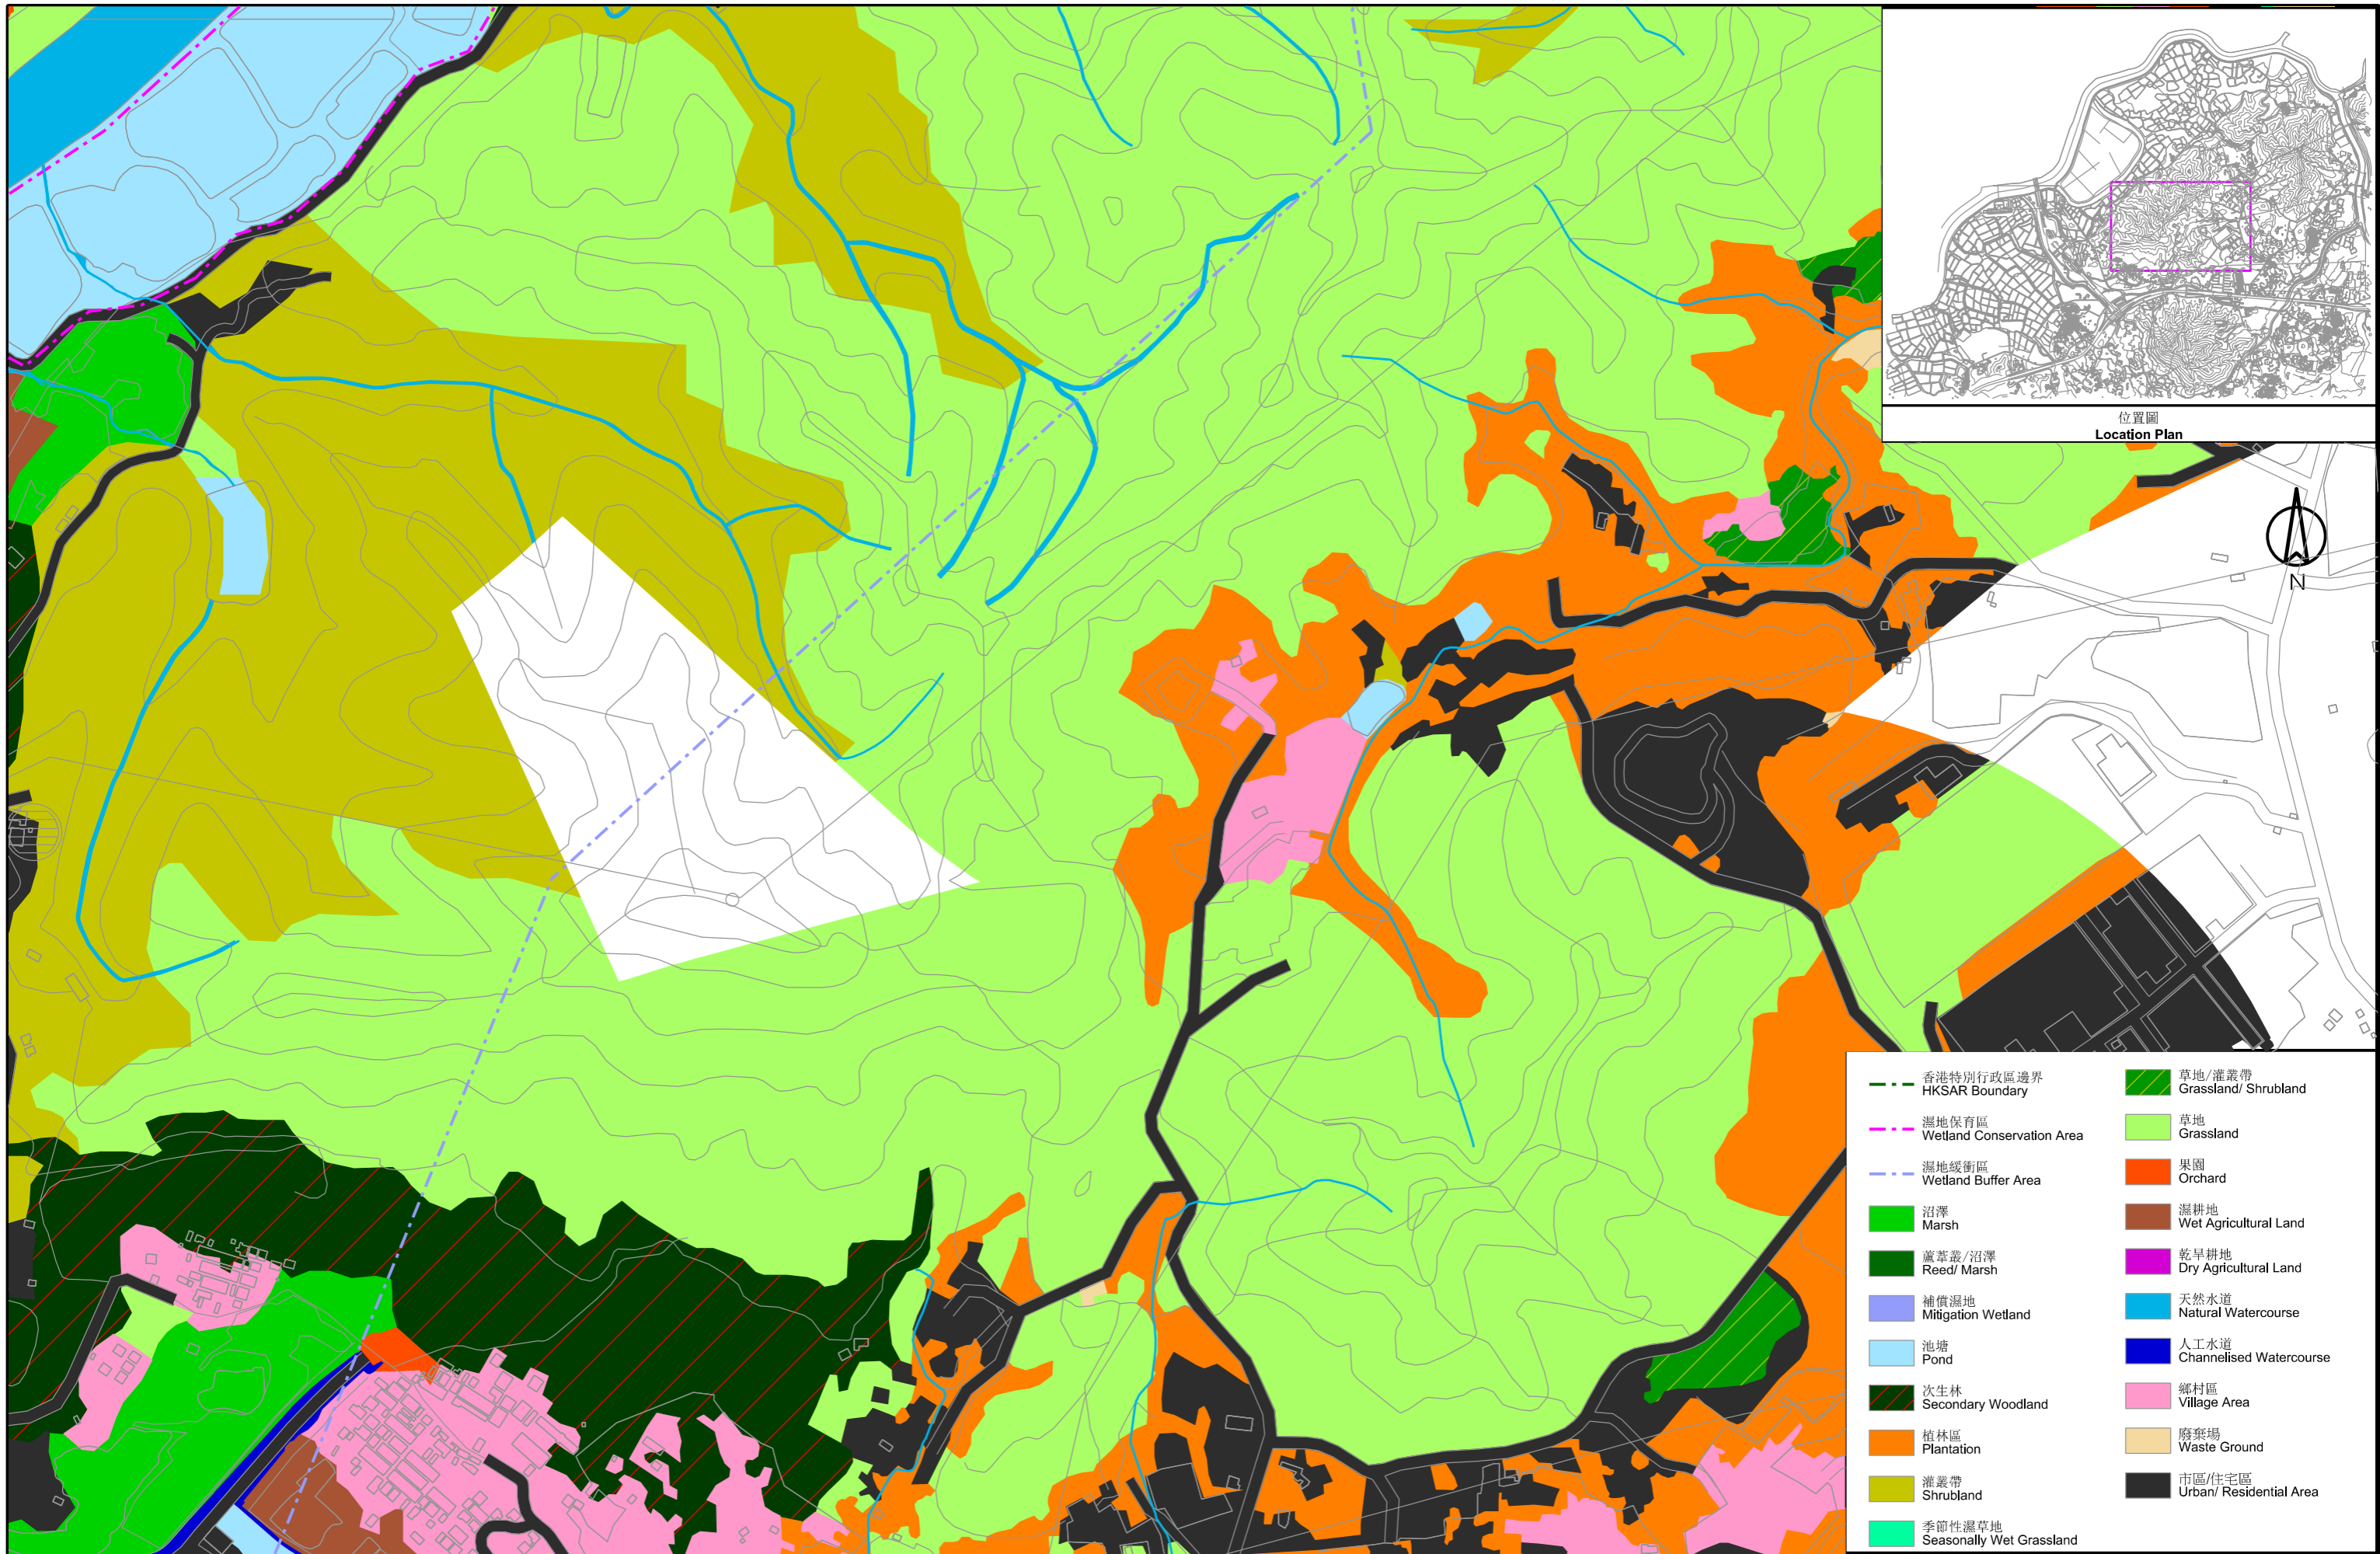 位置圖
Location Plan
N
香港特別行政區邊界
HKSAR Boundary
濕地保育區
Wetland Conservation Area
濕地緩衝區
Wetland Buffer Area
沼澤
Marsh
蘆葦叢/沼澤
Reed/ Marsh
補償濕地
Mitigation Wetland
池塘
Pond
次生林
Secondary Woodland
植林區
Plantation
灌叢帶
Shrubland
季節性濕草地
Seasonally Wet Grassland
草地/灌叢帶
Grassland/ Shrubland
草地
Grassland
果園
Orchard
濕耕地
Wet Agricultural Land
乾旱耕地
Dry Agricultural Land
天然水道
Natural Watercourse
人工水道
Channelised Watercourse
鄉村區
Village Area
廢棄場
Waste Ground
市區/住宅區
Urban/ Residential Area